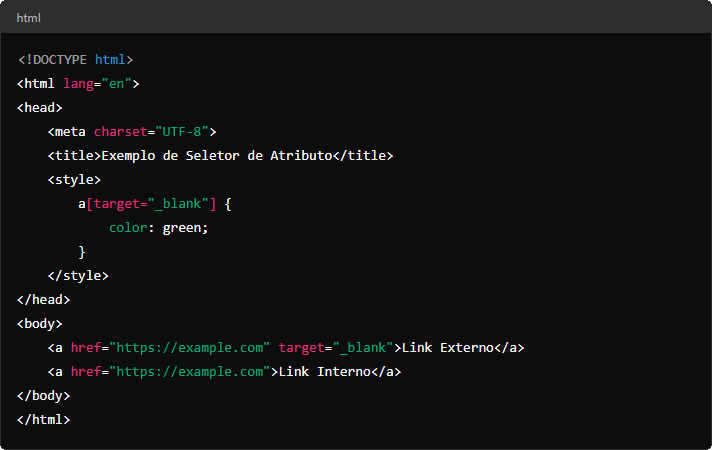 html
<!DOCTYPE html>
<html lang="en">
<head>
    <meta charset="UTF-8">
    <title>Exemplo de Seletor de Atributo</title>
    <style>
        a[target="_blank"] {
            color: green;
        }
    </style>
</head>
<body>
    <a href="https://example.com" target="_blank">Link Externo</a>
    <a href="https://example.com">Link Interno</a>
</body>
</html>